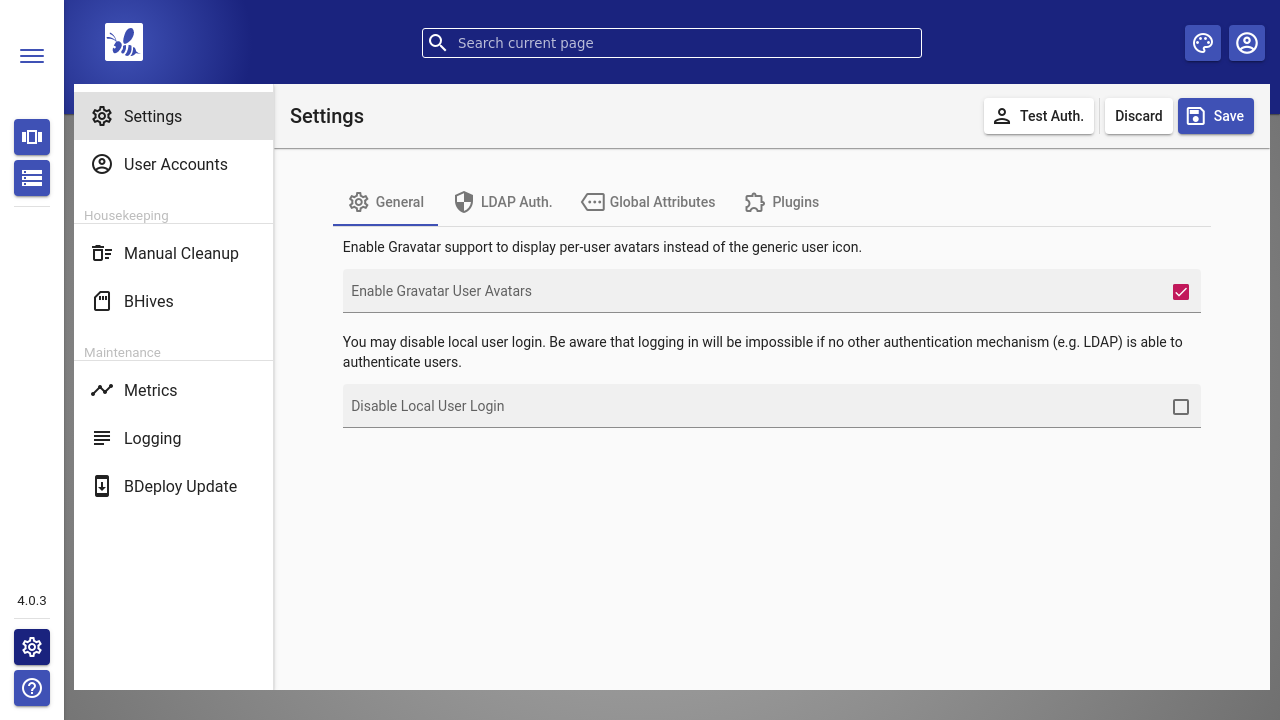 Search current page
Settings
User Accounts
Housekeeping
Manual Cleanup
BHives
Maintenance
Metrics
Logging
BDeploy Update
4.0.3
Settings
Test Auth.
Discard
Save
General
LDAP Auth.
Global Attributes
Plugins
Enable Gravatar support to display per-user avatars instead of the generic user icon.
Enable Gravatar User Avatars
You may disable local user login. Be aware that logging in will be impossible if no other authentication mechanism (e.g. LDAP) is able to
authenticate users.
Disable Local User Login